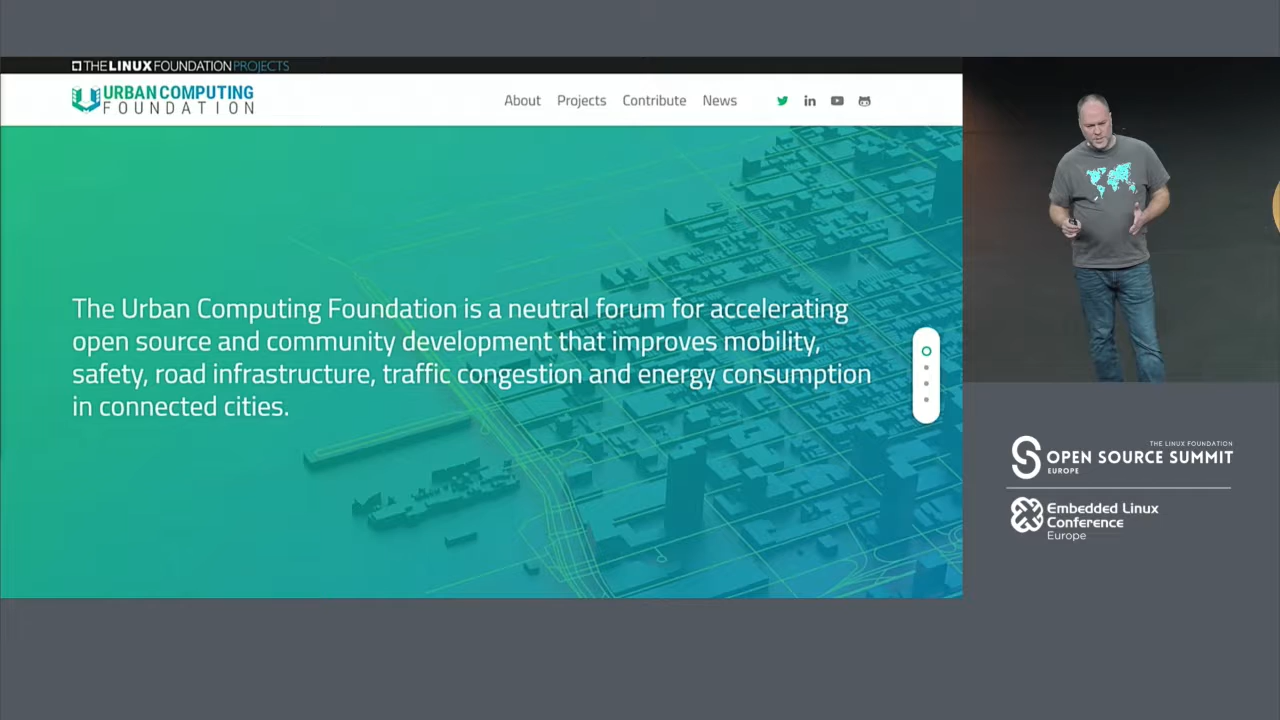 THE LINUX FOUNDATION PROJECTS
URBAN COMPUTING
FOUNDATION
About Projects Contribute News
The Urban Computing Foundation is a neutral forum for accelerating
open source and community development that improves mobility,
safety, road infrastructure, traffic congestion and energy consumption
in connected cities.
THE LINUX FOUNDATION
OPEN SOURCE SUMMIT
EUROPE
Embedded Linux
Conference
Europe